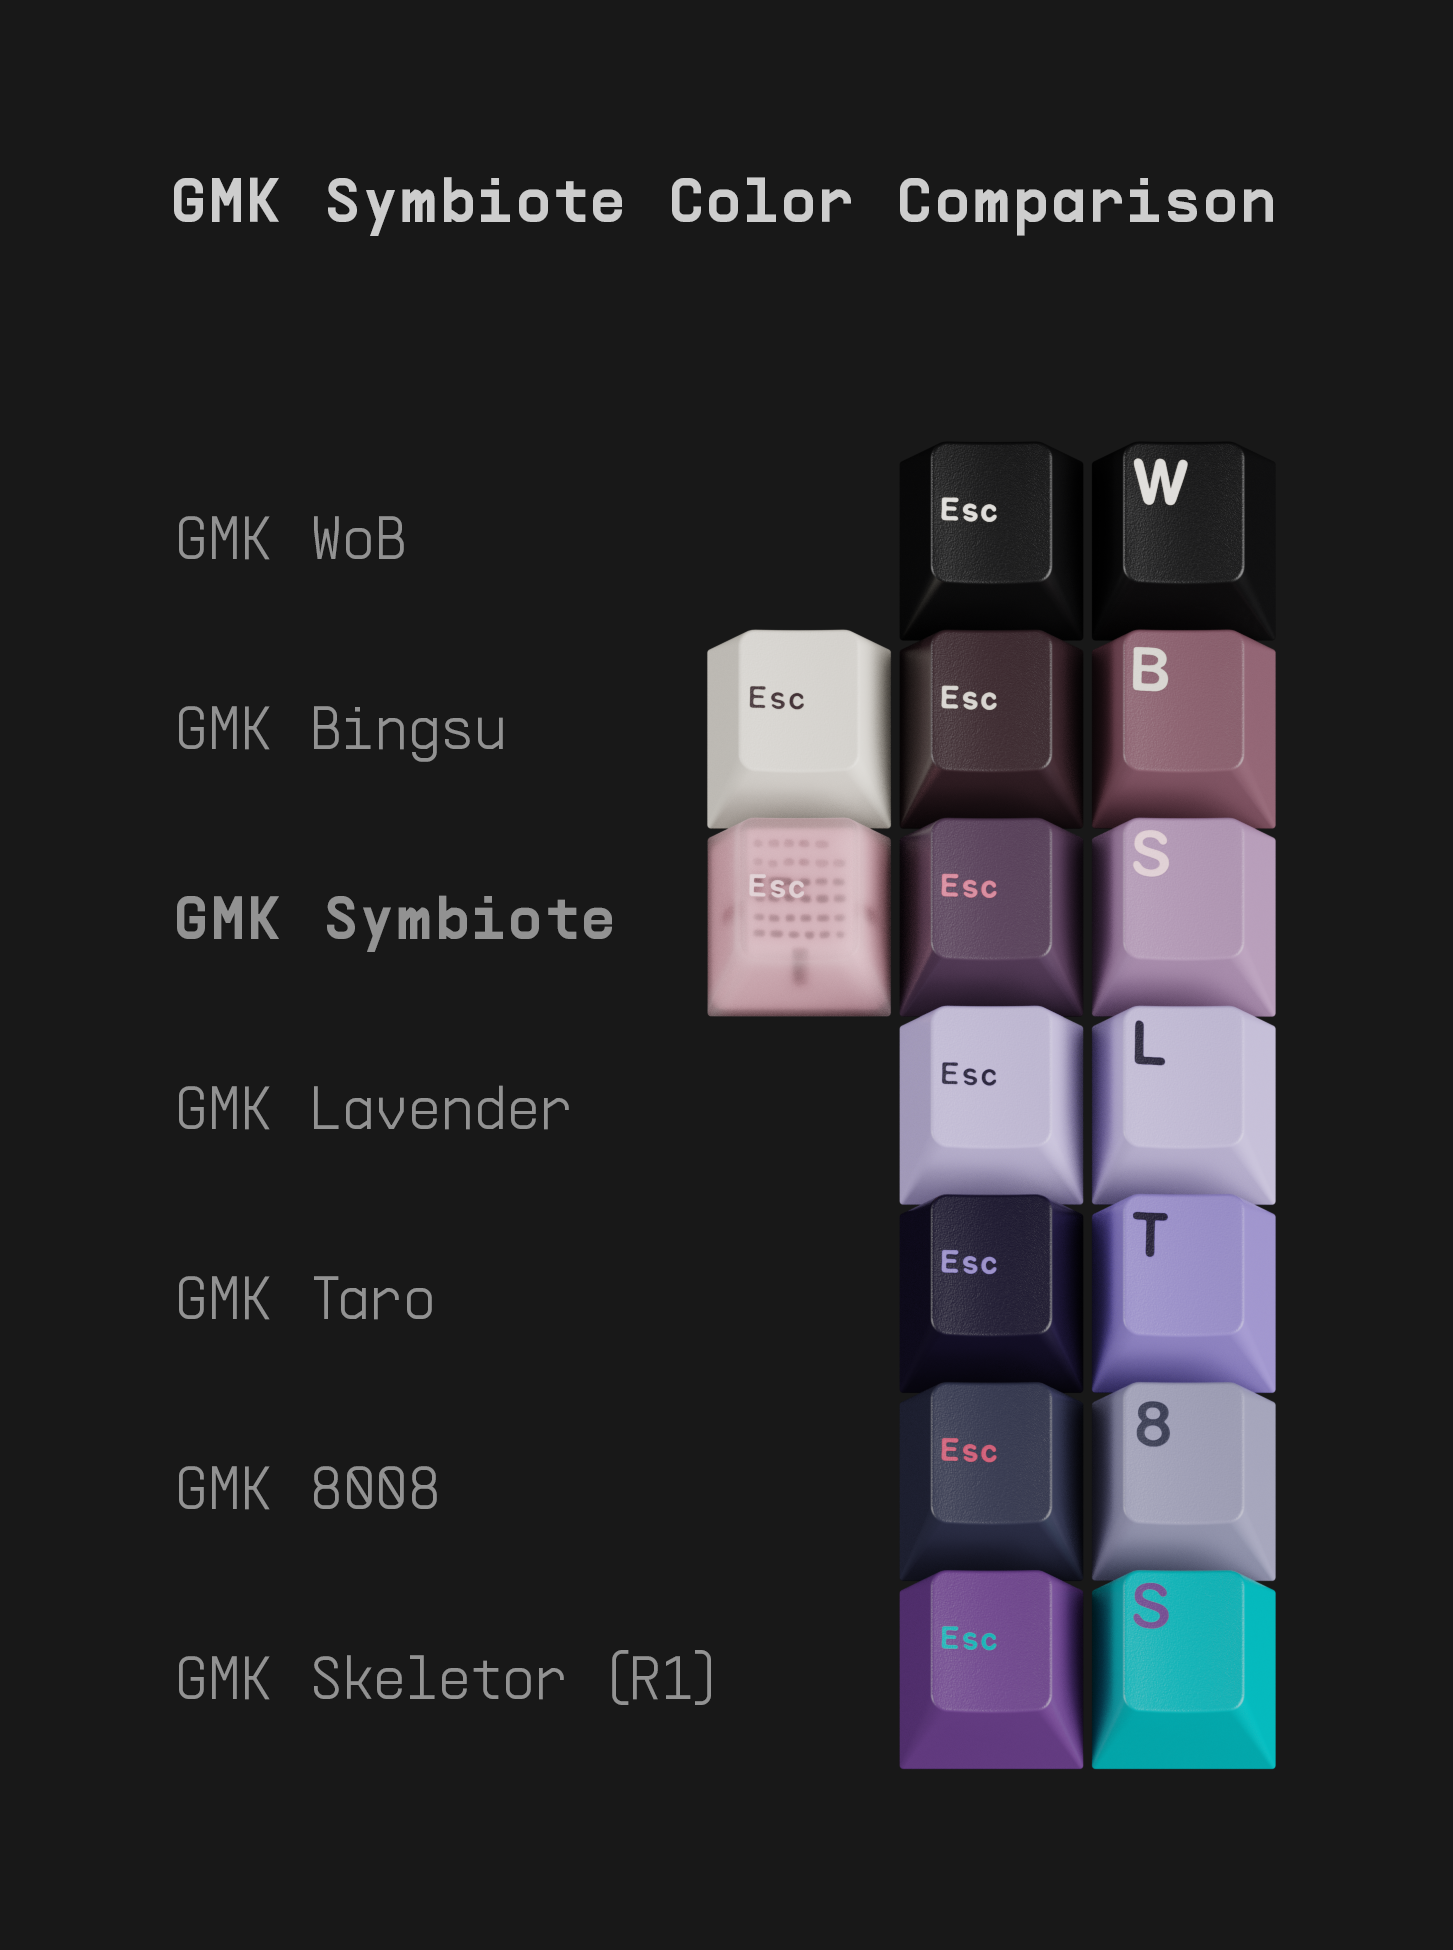 GMK Symbiote Color Comparison
GMK WoB
Esc
W
GMK Bingsu
Esc
Esc
B
GMK Symbiote
Esc
Esc
S
GMK Lavender
Esc
L
GMK Taro
Esc
T
GMK 8008
Esc
8
GMK Skeletor (R1)
Esc
S